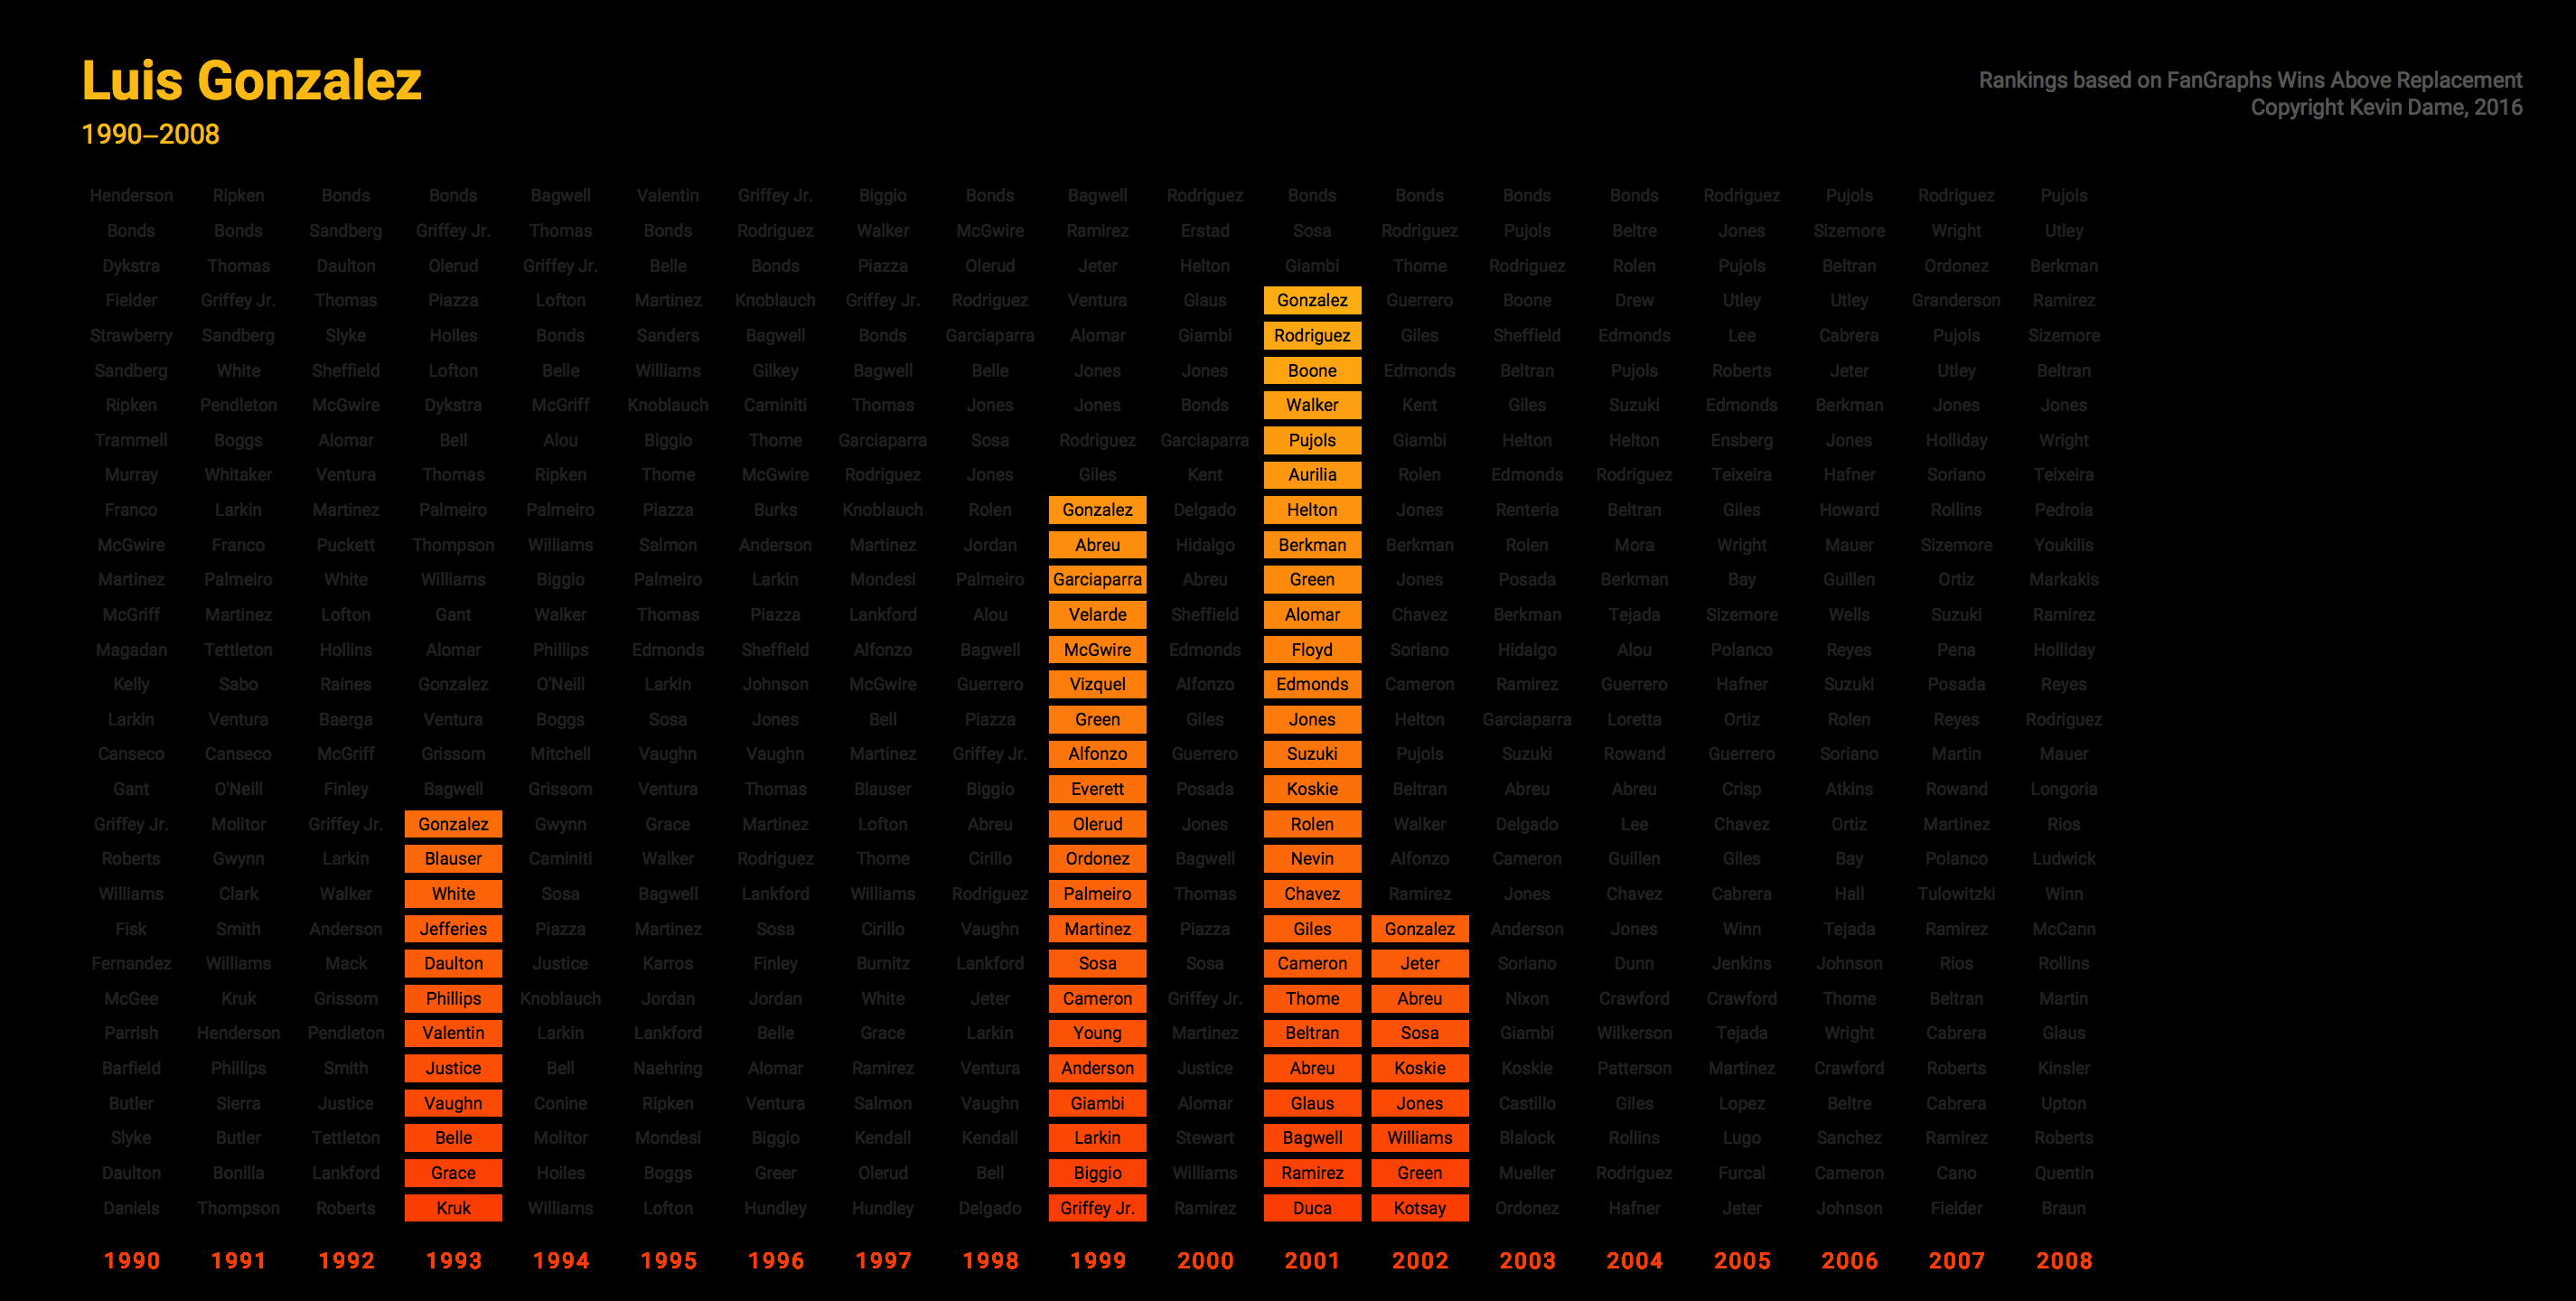 Luis Gonzalez
1990–2008
Rankings based on FanGraphs Wins Above Replacement
Copyright Kevin Dame, 2016
Henderson Ripken Bonds Bonds Bagwell Valentin Griffey Jr. Biggio Bonds Bagwell Rodriguez Bonds Bonds Bonds Bonds Rodriguez Pujols Rodriguez Pujols
Bonds Bonds Sandberg Griffey Jr. Thomas Bonds Rodriguez Walker McGwire Ramirez Erstad Sosa Rodriguez Pujols Beltre Jones Sizemore Wright Utley
Dykstra Thomas Daulton Olerud Griffey Jr. Belle Bonds Piazza Olerud Jeter Helton Giambi Thome Rodriguez Rolen Pujols Beltran Ordonez Berkman
Fielder Griffey Jr. Thomas Piazza Lofton Martinez Knoblauch Griffey Jr. Rodriguez Ventura Glaus Gonzalez Guerrero Boone Drew Utley Utley Granderson Ramirez
Strawberry Sandberg Slyke Hoiles Bonds Sanders Bagwell Bonds Garciaparra Alomar Giambi Rodriguez Giles Sheffield Edmonds Lee Cabrera Pujols Sizemore
Sandberg White Sheffield Lofton Belle Williams Gilkey Bagwell Belle Jones Jones Boone Edmonds Beltran Pujols Roberts Jeter Utley Beltran
Ripken Pendleton McGwire Dykstra McGriff Knoblauch Caminiti Thomas Jones Jones Bonds Walker Kent Giles Suzuki Edmonds Berkman Jones Jones
Trammell Boggs Alomar Bell Alou Biggio Thome Garciaparra Sosa Rodriguez Garciaparra Pujols Giambi Helton Helton Ensberg Jones Holliday Wright
Murray Whitaker Ventura Thomas Ripken Thome McGwire Rodriguez Jones Giles Kent Aurilia Rolen Edmonds Rodriguez Teixeira Hafner Soriano Teixeira
Franco Larkin Martinez Palmeiro Palmeiro Piazza Burks Knoblauch Rolen Gonzalez Delgado Helton Jones Renteria Beltran Giles Howard Rollins Pedroia
McGwire Franco Puckett Thompson Williams Salmon Anderson Martinez Jordan Abreu Hidalgo Berkman Berkman Rolen Mora Wright Mauer Sizemore Youkilis
Martinez Palmeiro White Williams Biggio Palmeiro Larkin Mondesi Palmeiro Garciaparra Abreu Green Jones Posada Berkman Bay Guillen Ortiz Markakis
McGriff Martinez Lofton Gant Walker Thomas Piazza Lankford Alou Velarde Sheffield Alomar Chavez Berkman Tejada Sizemore Wells Suzuki Ramirez
Magadan Tettleton Hollins Alomar Phillips Edmonds Sheffield Alfonzo Bagwell McGwire Edmonds Floyd Soriano Hidalgo Alou Polanco Reyes Pena Holliday
Kelly Sabo Raines Gonzalez O'Neill Larkin Johnson McGwire Guerrero Vizquel Alfonzo Edmonds Cameron Ramirez Guerrero Hafner Suzuki Posada Reyes
Larkin Ventura Baerga Ventura Boggs Sosa Jones Bell Piazza Green Giles Jones Helton Garciaparra Loretta Ortiz Rolen Reyes Rodriguez
Canseco Canseco McGriff Grissom Mitchell Vaughn Vaughn Martinez Griffey Jr. Alfonzo Guerrero Suzuki Pujols Suzuki Rowand Guerrero Soriano Martin Mauer
Gant O'Neill Finley Bagwell Grissom Ventura Thomas Blauser Biggio Everett Posada Koskie Beltran Abreu Abreu Crisp Atkins Rowand Longoria
Griffey Jr. Molitor Griffey Jr. Gonzalez Gwynn Grace Martinez Lofton Abreu Olerud Jones Rolen Walker Delgado Lee Chavez Ortiz Martinez Rios
Roberts Gwynn Larkin Blauser Caminiti Walker Rodriguez Thome Cirillo Ordonez Bagwell Nevin Alfonzo Cameron Guillen Giles Bay Polanco Ludwick
Williams Clark Walker White Sosa Bagwell Lankford Williams Rodriguez Palmeiro Thomas Chavez Ramirez Jones Chavez Cabrera Hall Tulowitzki Winn
Fisk Smith Anderson Jefferies Piazza Martinez Sosa Cirillo Vaughn Martinez Piazza Giles Gonzalez Anderson Jones Winn Tejada Ramirez McCann
Fernandez Williams Mack Daulton Justice Karros Finley Burnitz Lankford Sosa Sosa Cameron Jeter Soriano Dunn Jenkins Johnson Rios Rollins
McGee Kruk Grissom Phillips Knoblauch Jordan Jordan White Jeter Cameron Griffey Jr. Thome Abreu Nixon Crawford Crawford Thome Beltran Martin
Parrish Henderson Pendleton Valentin Larkin Lankford Belle Grace Larkin Young Martinez Beltran Sosa Giambi Wilkerson Tejada Wright Cabrera Glaus
Barfield Phillips Smith Justice Bell Naehring Alomar Ramirez Ventura Anderson Justice Abreu Koskie Koskie Patterson Martinez Crawford Roberts Kinsler
Butler Sierra Justice Vaughn Conine Ripken Ventura Salmon Vaughn Giambi Alomar Glaus Jones Castillo Giles Lopez Beltre Cabrera Upton
Slyke Butler Tettleton Belle Molitor Mondesi Biggio Kendall Kendall Larkin Stewart Bagwell Williams Blalock Rollins Lugo Sanchez Ramirez Roberts
Daulton Bonilla Lankford Grace Hoiles Boggs Greer Olerud Bell Biggio Williams Ramirez Green Mueller Rodriguez Furcal Cameron Cano Quentin
Daniels Thompson Roberts Kruk Williams Lofton Hundley Hundley Delgado Griffey Jr. Ramirez Duca Kotsay Ordonez Hafner Jeter Johnson Fielder Braun
1990 1991 1992 1993 1994 1995 1996 1997 1998 1999 2000 2001 2002 2003 2004 2005 2006 2007 2008